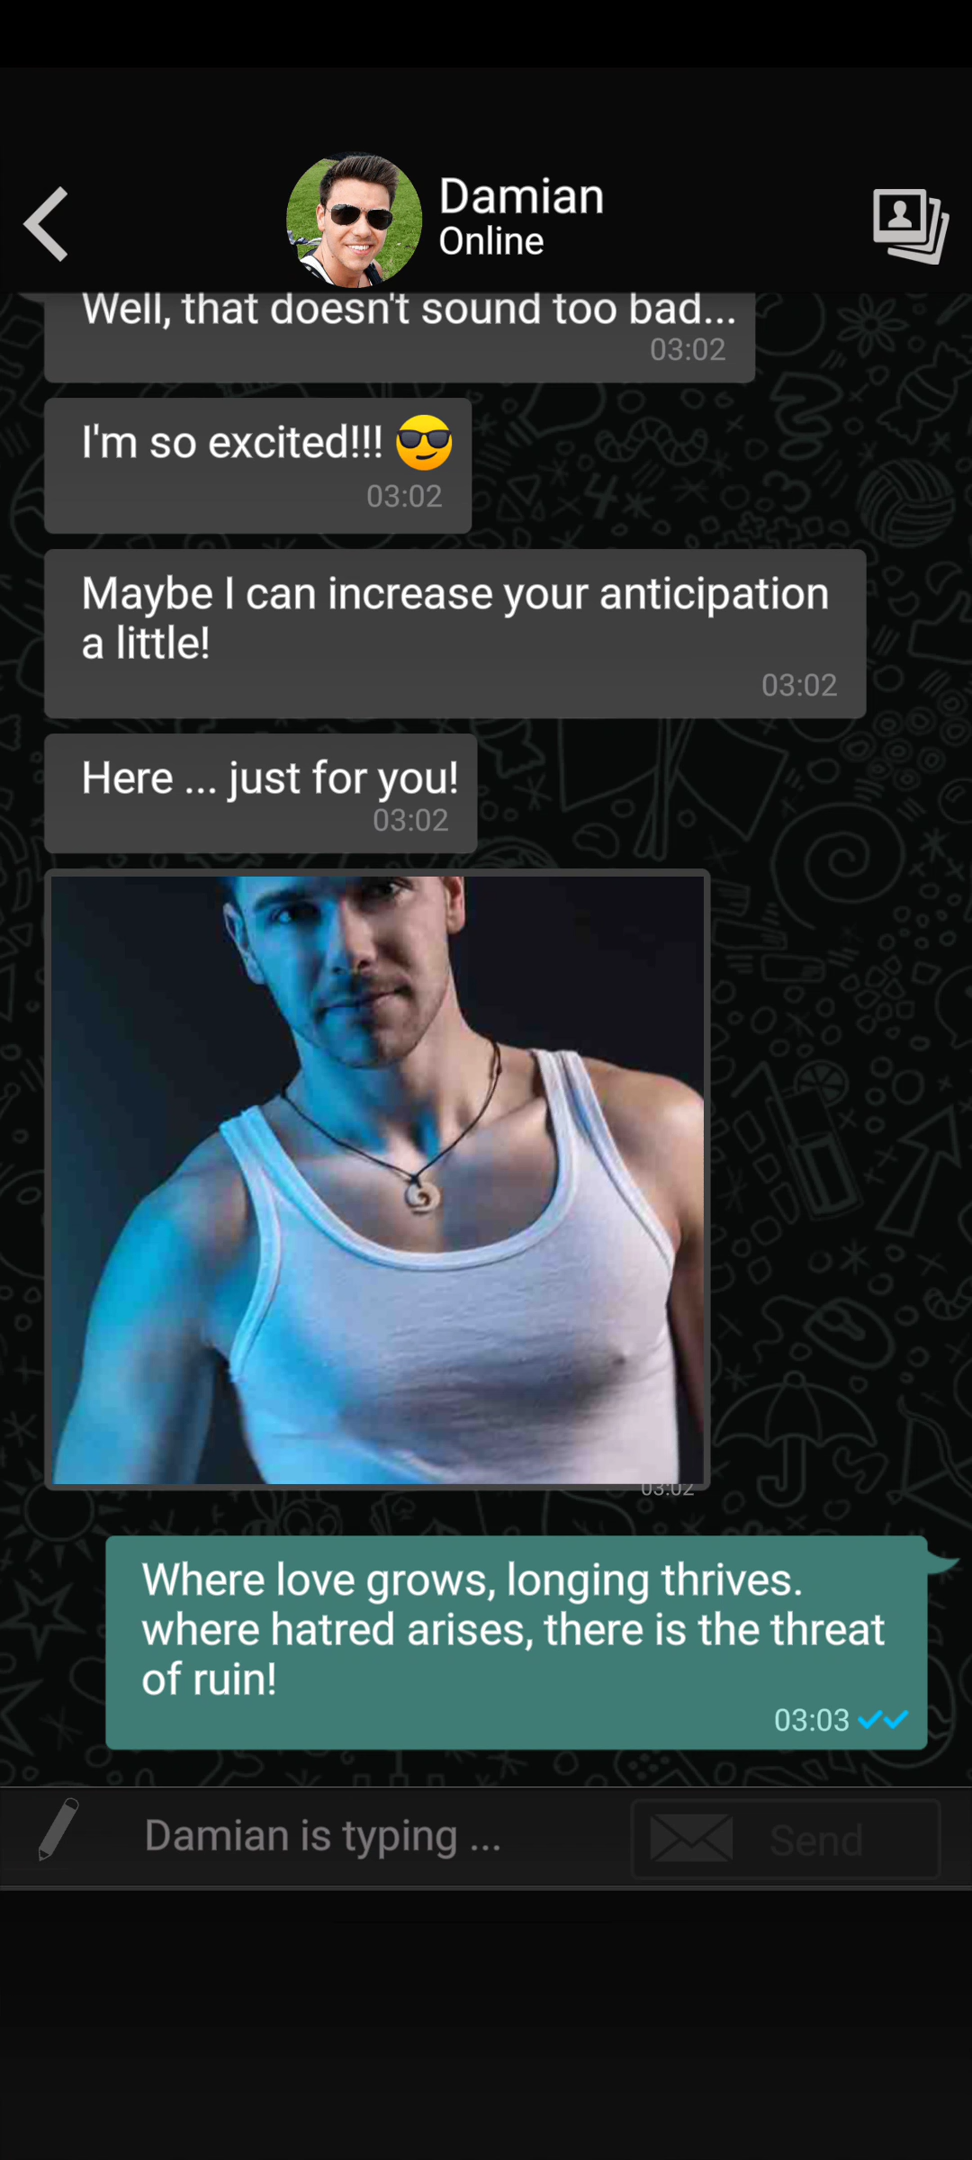 Damian
Online
Well, that doesn't sound too bad...
03:02
I'm so excited!!! 😎
03:02
Maybe I can increase your anticipation
a little!
03:02
Here ... just for you!
03:02
03:02
Where love grows, longing thrives.
where hatred arises, there is the threat
of ruin!
03:03
Damian is typing ...
Send